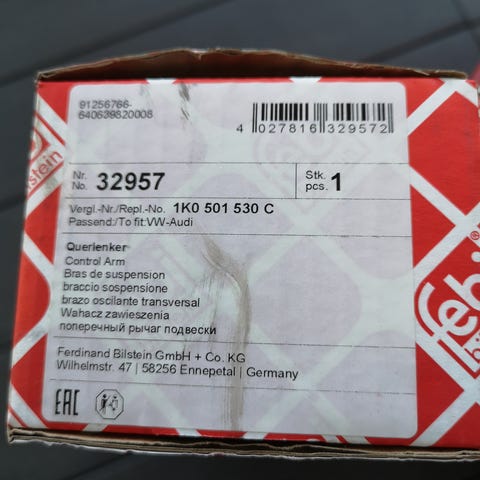 91256766-
640639820008
4 027816 329572
Nr.
No. 32957
Stk.
pcs. 1
Vergl.-Nr./Repl.-No. 1K0 501 530 C
Passend:/To fit:VW-Audi
Querlenker
Control Arm
Bras de suspension
braccio sospensione
brazo oscilante transversal
Wahacz zawieszenia
поперечный рычаг подвески
Ferdinand Bilstein GmbH + Co. KG
Wilhelmstr. 47 | 58256 Ennepetal | Germany
EAC
febi
®
bilstein